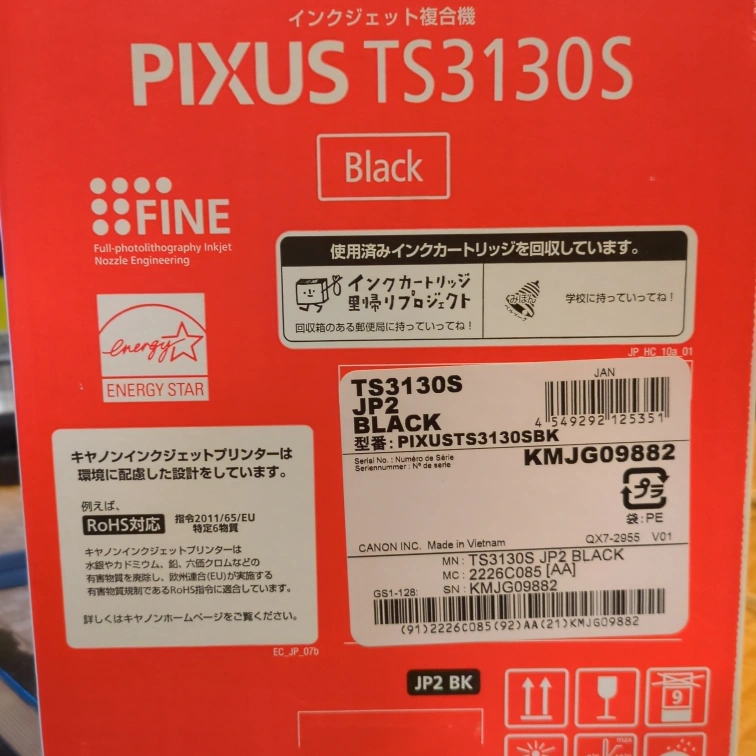 インクジェット複合機
PIXUS TS3130S
Black
FINE
Full-photolithography Inkjet
Nozzle Engineering
使用済みインクカートリッジを回収しています。
インクカートリッジ
里帰りプロジェクト
回収箱のある郵便局に持っていってね!
学校に持っていってね!
JP_HC_10a_01
energy
ENERGY STAR
TS3130S
JP2
BLACK
型番: PIXUSTS3130SBK
JAN
4 549292 125351
Serial No. : Numéro de Série
Seriennummer : Nº de serie
KMJG09882
プラ
袋:PE
CANON INC. Made in Vietnam
QX7-2955 V01
MN : TS3130S JP2 BLACK
MC : 2226C085 [AA]
GS1-128: SN : KMJG09882
(91)2226C085(92)AA(21)KMJG09882
キヤノンインクジェットプリンターは
環境に配慮した設計をしています。
例えば、
RoHS対応
指令2011/65/EU
特定6物質
キヤノンインクジェットプリンターは
水銀やカドミウム、鉛、六価クロムなどの
有害物質を廃除し、欧州連合(EU)が実施する
有害物質規制であるRoHS指令に適合しています。
詳しくはキヤノンホームページをご覧ください。
EC_JP_07b
JP2 BK
9
max